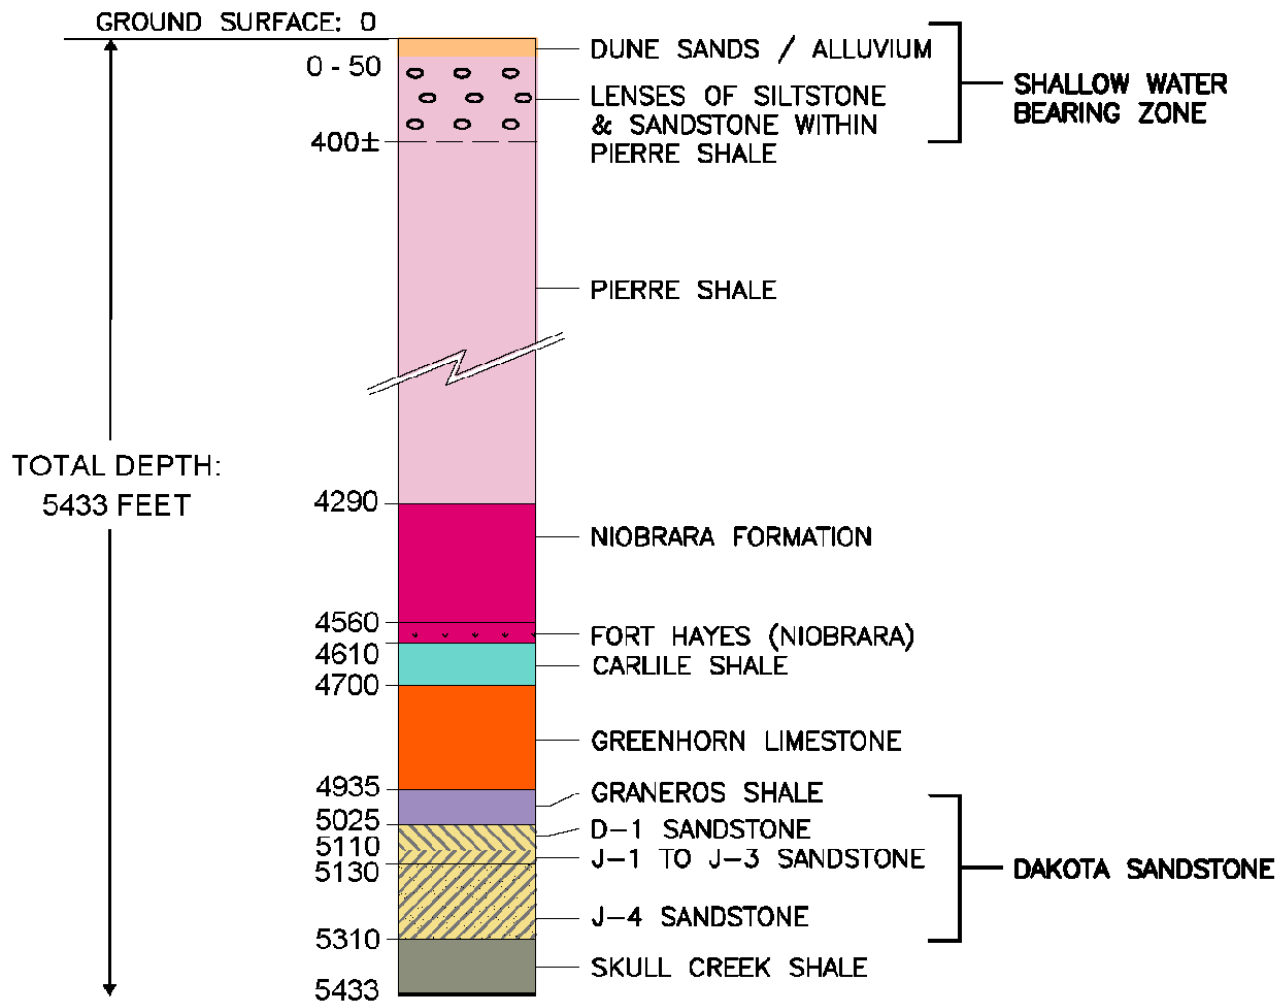 GROUND SURFACE: 0
DUNE SANDS / ALLUVIUM
0 - 50
SHALLOW WATER
BEARING ZONE
LENSES OF SILTSTONE
& SANDSTONE WITHIN
PIERRE SHALE
400±
PIERRE SHALE
TOTAL DEPTH:
5433 FEET
4290
NIOBRARA FORMATION
4560
FORT HAYES (NIOBRARA)
4610
CARLILE SHALE
4700
GREENHORN LIMESTONE
4935
GRANEROS SHALE
5025
D-1 SANDSTONE
5110
J-1 TO J-3 SANDSTONE
5130
DAKOTA SANDSTONE
J-4 SANDSTONE
5310
SKULL CREEK SHALE
5433